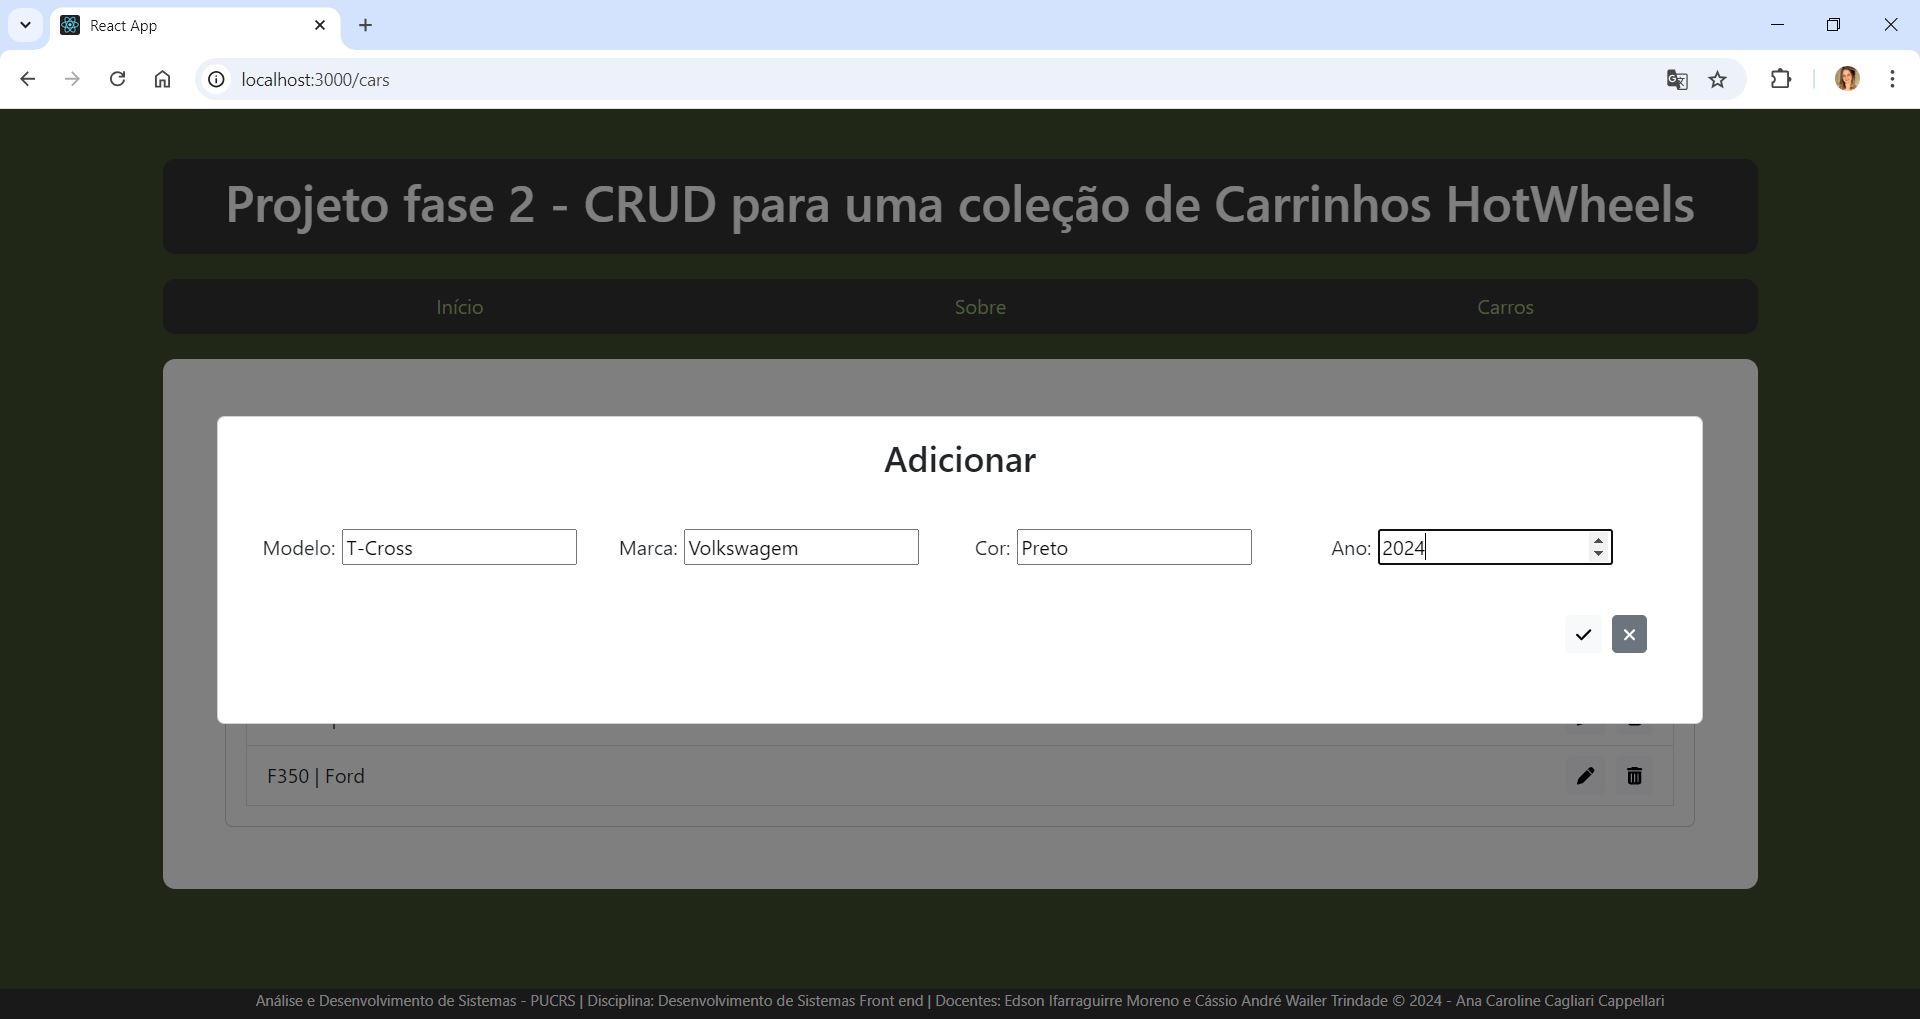 React App
localhost:3000/cars
Projeto fase 2 - CRUD para uma coleção de Carrinhos HotWheels
Início Sobre Carros
Adicionar
Modelo: T-Cross Marca: Volkswagem Cor: Preto Ano: 2024
F350 | Ford
Análise e Desenvolvimento de Sistemas - PUCRS | Disciplina: Desenvolvimento de Sistemas Front end | Docentes: Edson Ifarraguirre Moreno e Cássio André Wailer Trindade © 2024 - Ana Caroline Cagliari Cappellari